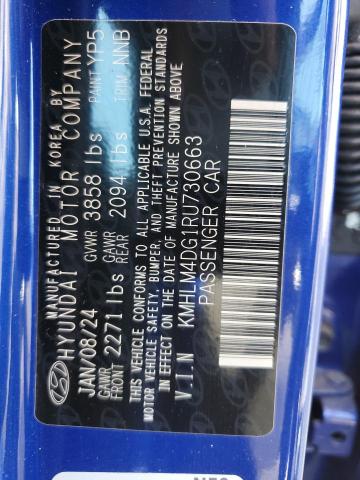 MANUFACTURED IN KOREA BY
HYUNDAI MOTOR COMPANY
JAN/08/24 GVWR 3858 lbs PAINT YP5
GAWR FRONT 2271 lbs GAWR REAR 2094 lbs TRIM NNB
THIS VEHICLE CONFORMS TO ALL APPLICABLE U.S.A. FEDERAL
MOTOR VEHICLE SAFETY, BUMPER, AND THEFT PREVENTION STANDARDS
IN EFFECT ON THE DATE OF MANUFACTURE SHOWN ABOVE
V.I.N KMHLM4DG1RU730663
PASSENGER CAR